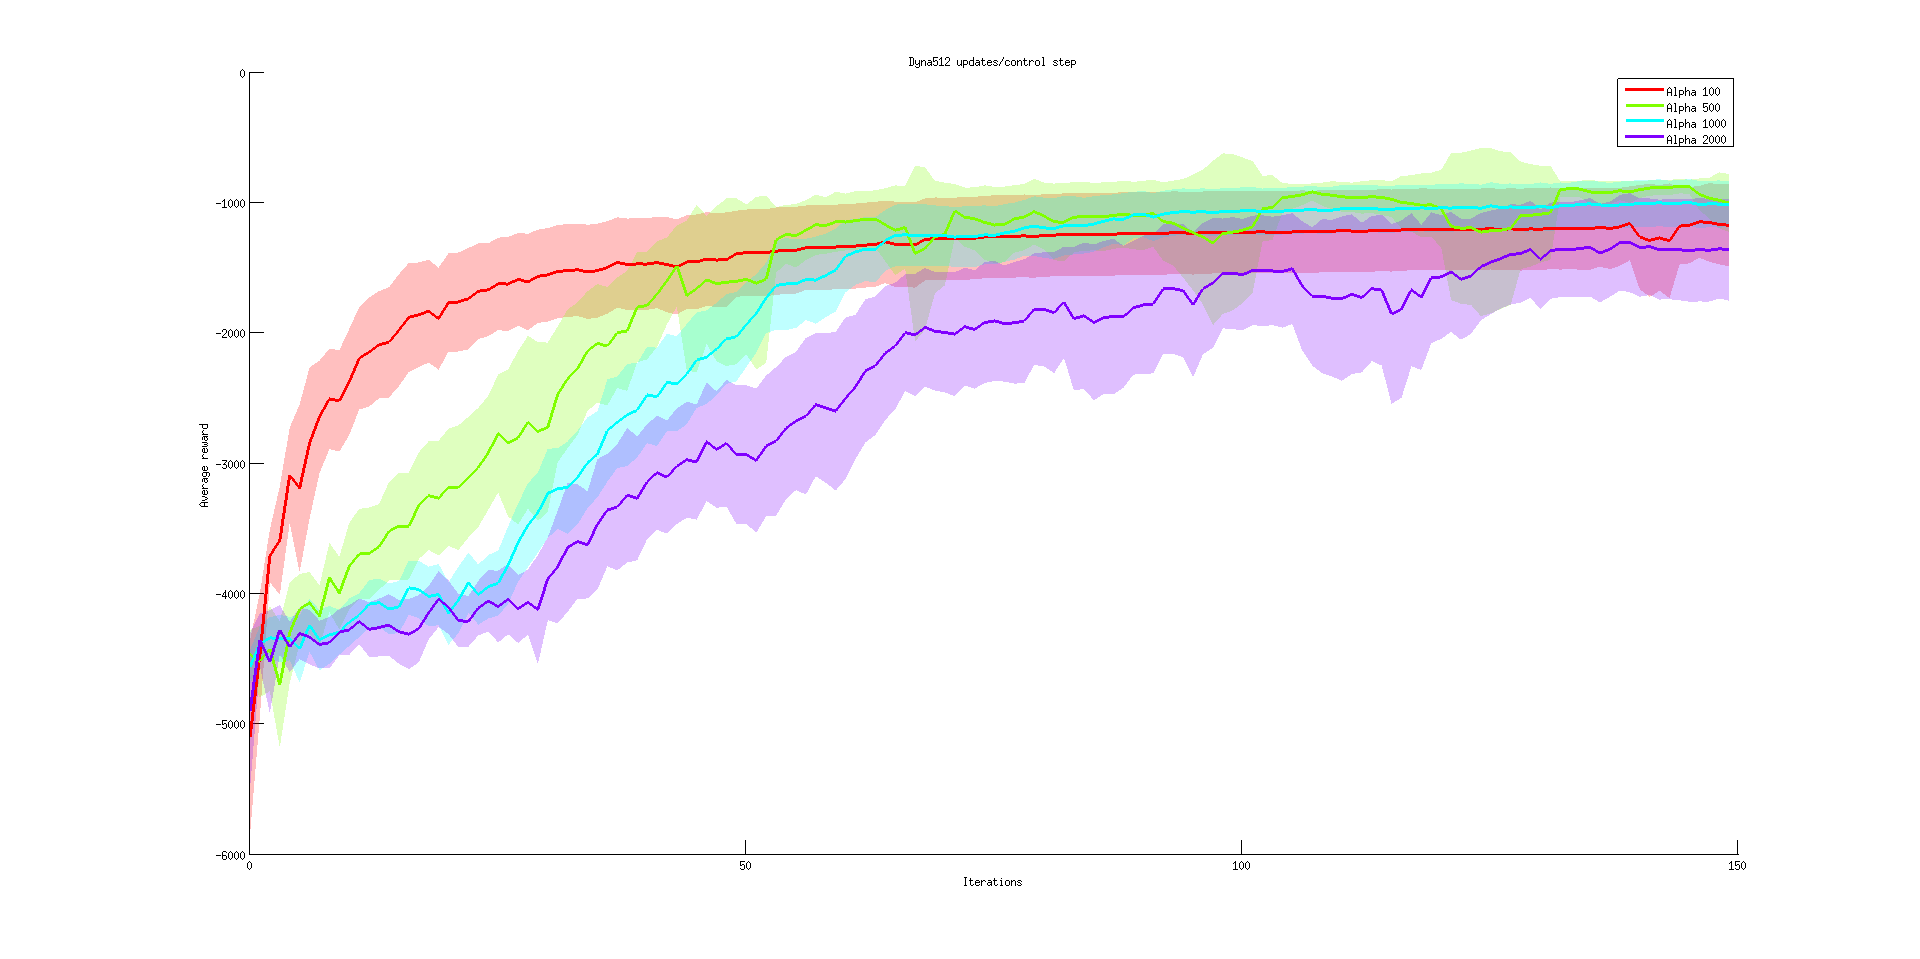 Dyna512 updates/control step
Alpha 100
Alpha 500
Alpha 1000
Alpha 2000
0
-1000
-2000
-3000
-4000
-5000
-6000
Average reward
0 50 100 150
Iterations